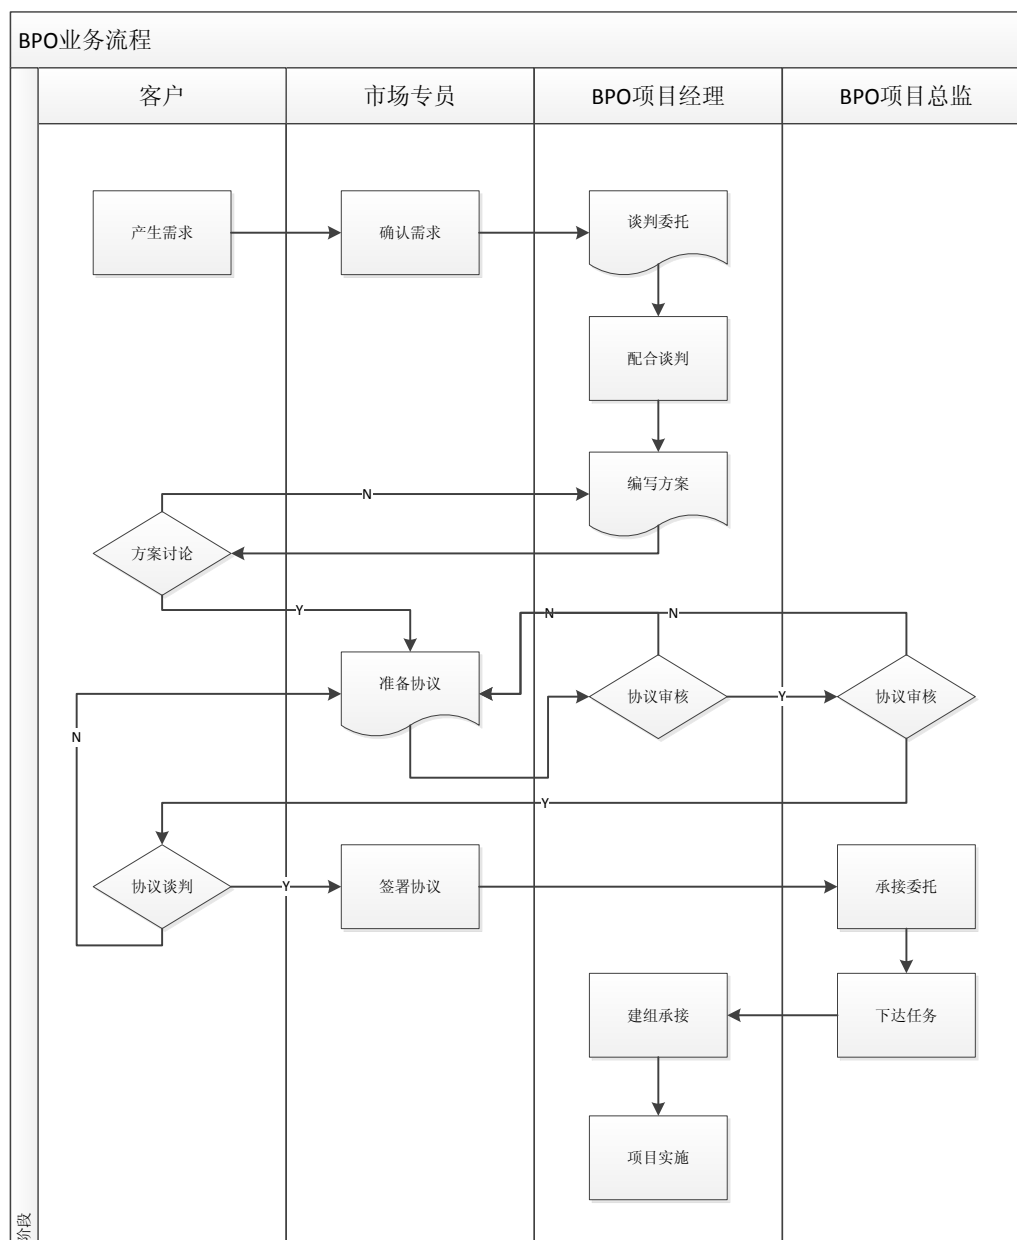 BPO业务流程
客户
市场专员
BPO项目经理
BPO项目总监
产生需求
确认需求
谈判委托
配合谈判
编写方案
N
方案讨论
Y
N
N
准备协议
协议审核
Y
协议审核
N
Y
协议谈判
Y
签署协议
承接委托
建组承接
下达任务
项目实施
阶段